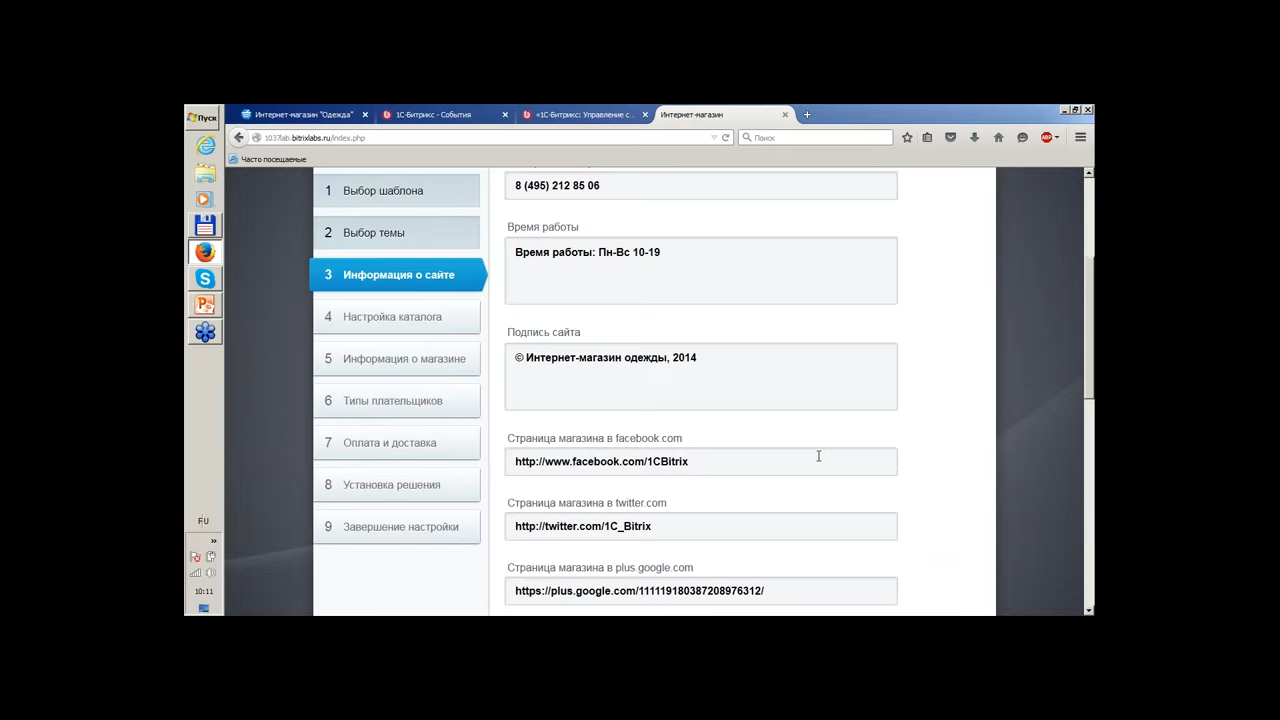 Пуск
Интернет-магазин "Одежда"
1С-Битрикс - События
«1С-Битрикс: Управление с...
Интернет-магазин
1037lab.bitrixlabs.ru/index.php
Поиск
ABP
Часто посещаемые
1 Выбор шаблона
2 Выбор темы
3 Информация о сайте
4 Настройка каталога
5 Информация о магазине
6 Типы плательщиков
7 Оплата и доставка
8 Установка решения
9 Завершение настройки
8 (495) 212 85 06
Время работы
Время работы: Пн-Вс 10-19
Подпись сайта
© Интернет-магазин одежды, 2014
Страница магазина в facebook.com
http://www.facebook.com/1CBitrix
Страница магазина в twitter.com
http://twitter.com/1C_Bitrix
Страница магазина в plus.google.com
https://plus.google.com/111119180387208976312/
10:11